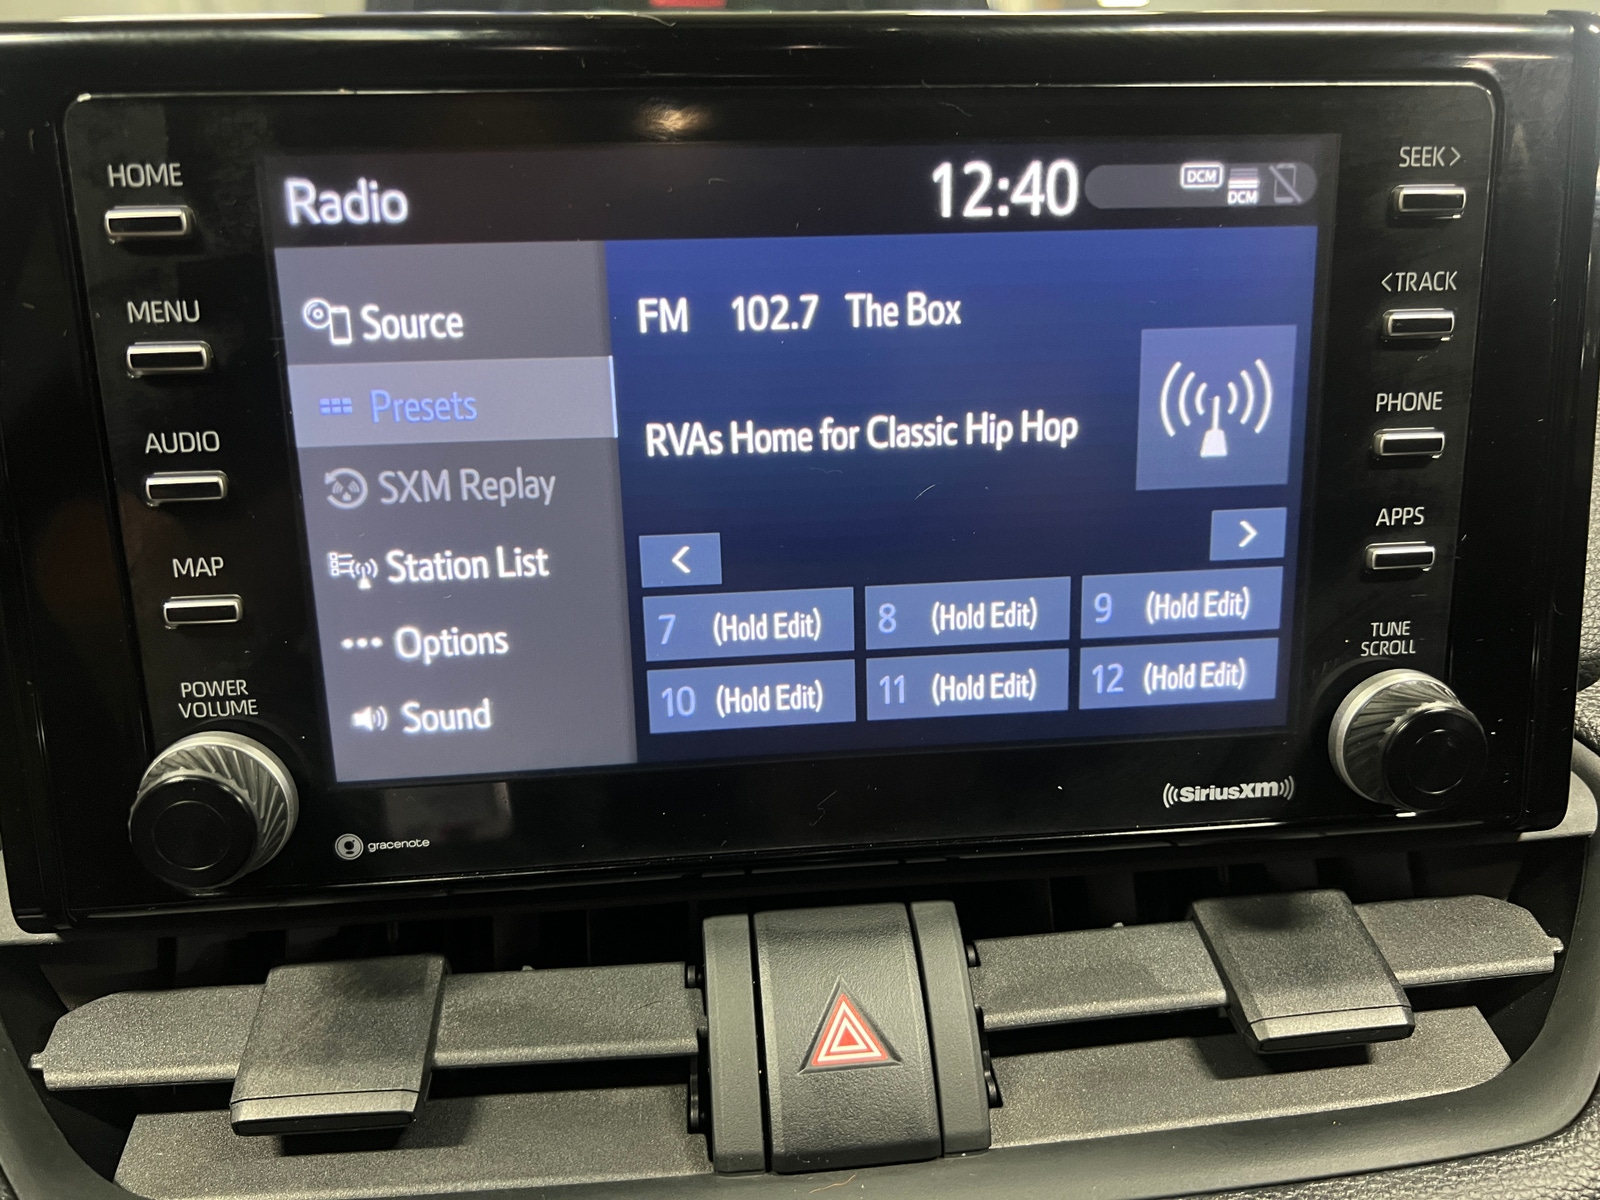 HOME
MENU
AUDIO
MAP
POWER
VOLUME
Radio
12:40
DCM
DCM
Source
Presets
SXM Replay
Station List
Options
Sound
FM 102.7 The Box
RVAs Home for Classic Hip Hop
<
>
7 (Hold Edit)
8 (Hold Edit)
9 (Hold Edit)
10 (Hold Edit)
11 (Hold Edit)
12 (Hold Edit)
SEEK >
< TRACK
PHONE
APPS
TUNE
SCROLL
gracenote
SiriusXM